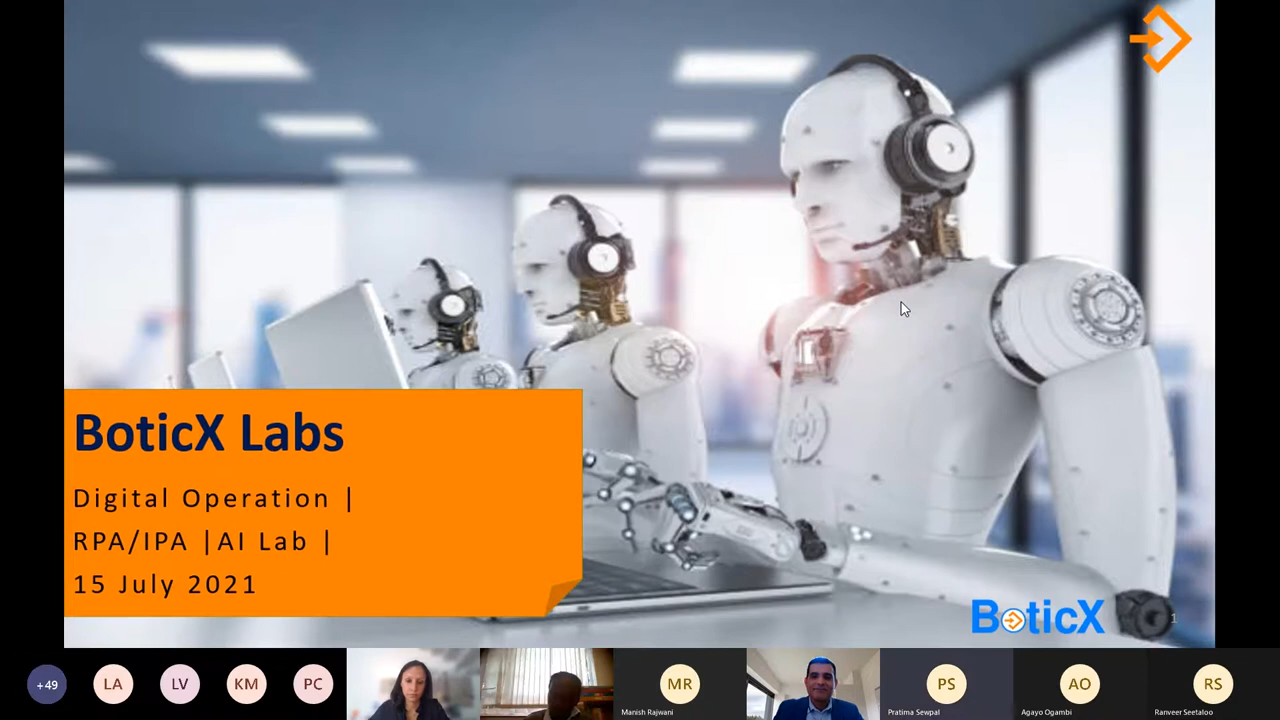 BoticX Labs
Digital Operation |
RPA/IPA |AI Lab |
15 July 2021
BoticX
1
+49
LA
LV
KM
PC
MR
Manish Rajwani
PS
Pratima Sewpal
AO
Agayo Ogambi
RS
Ranveer Seetaloo